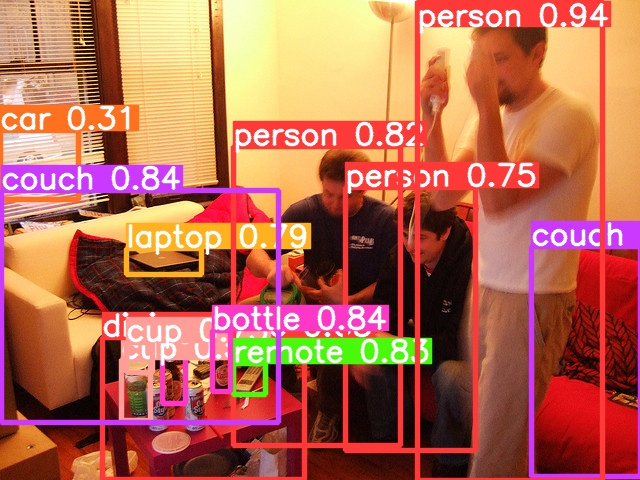 person 0.94
car 0.31
person 0.82
couch 0.84
person 0.75
laptop 0.79
couch
bottle 0.84
cup
remote 0.83